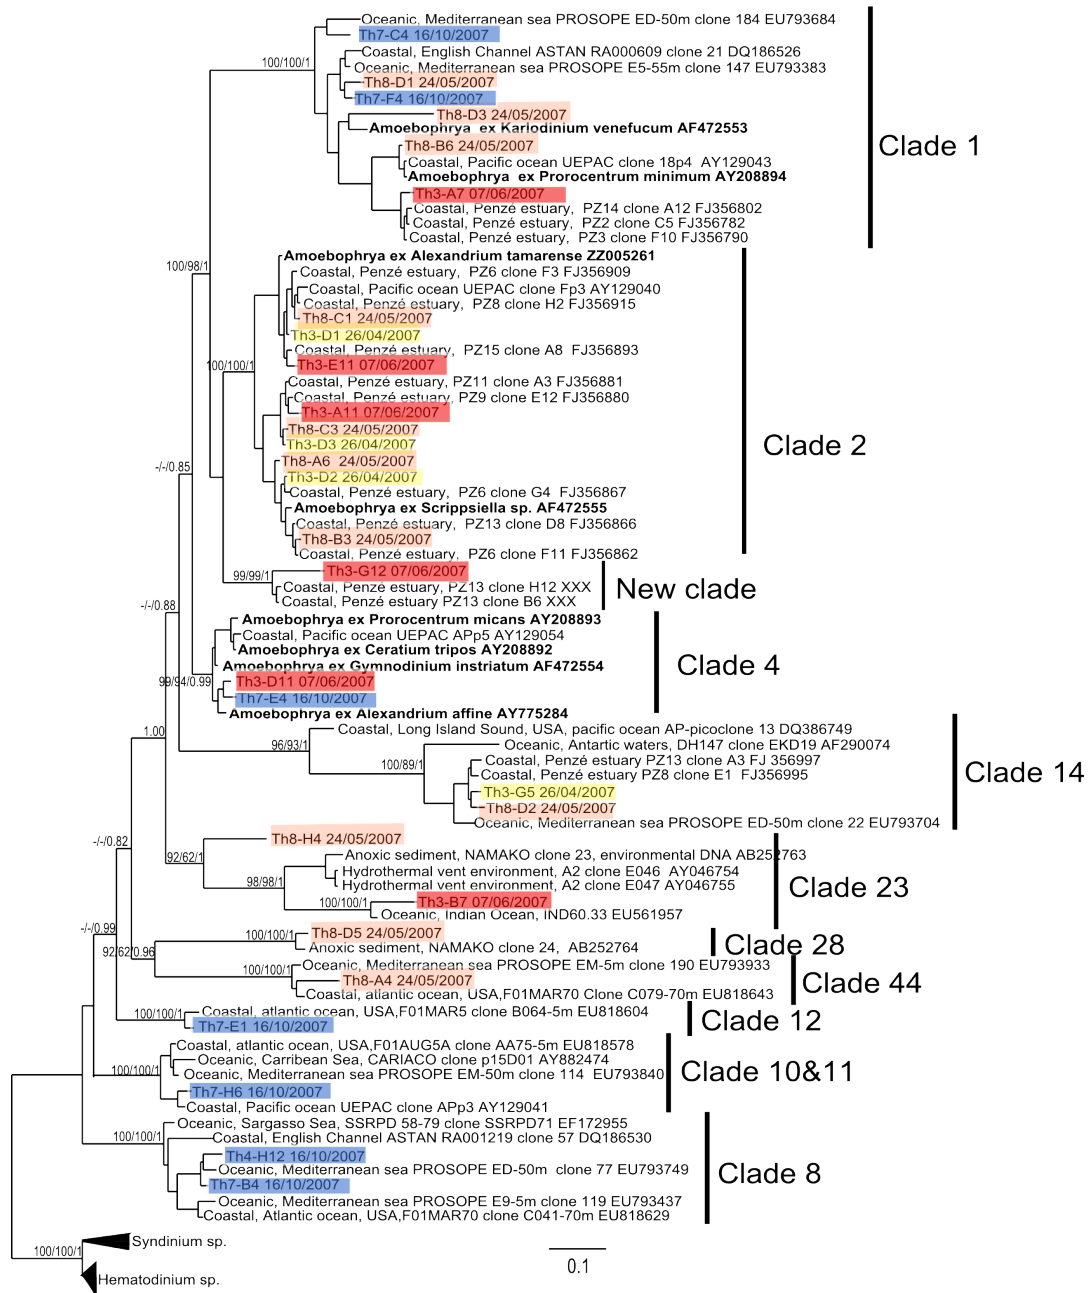 Oceanic, Mediterranean sea PROSOPE ED-50m clone 184 EU793684
Th7-C4 16/10/2007
Coastal, English Channel ASTAN RA000609 clone 21 DQ186526
100/100/1
Oceanic, Mediterranean sea PROSOPE E5-55m clone 147 EU793383
Th8-D1 24/05/2007
Th7-F4 16/10/2007
Th8-D3 24/05/2007
Amoebophrya ex Karlodinium venefucum AF472553
Clade 1
Th8-B6 24/05/2007
Coastal, Pacific ocean UEPAC clone 18p4 AY129043
Amoebophrya ex Prorocentrum minimum AY208894
Th3-A7 07/06/2007
Coastal, Penzé estuary, PZ14 clone A12 FJ356802
Coastal, Penzé estuary, PZ2 clone C5 FJ356782
Coastal, Penzé estuary, PZ3 clone F10 FJ356790
Amoebophrya ex Alexandrium tamarense ZZ005261
100/98/1
Coastal, Penzé estuary, PZ6 clone F3 FJ356909
Coastal, Pacific ocean UEPAC clone Fp3 AY129040
Coastal, Penzé estuary, PZ8 clone H2 FJ356915
Th8-C1 24/05/2007
Th3-D1 26/04/2007
Coastal, Penzé estuary, PZ15 clone A8 FJ356893
100/100/1
Th3-E11 07/06/2007
Coastal, Penzé estuary, PZ11 clone A3 FJ356881
Coastal, Penzé estuary, PZ9 clone E12 FJ356880
Th3-A11 07/06/2007
Th8-C3 24/05/2007
Th3-D3 26/04/2007
Clade 2
Th8-A6 24/05/2007
-/-/0.85
Th3-D2 26/04/2007
Coastal, Penzé estuary, PZ6 clone G4 FJ356867
Amoebophrya ex Scrippsiella sp. AF472555
Coastal, Penzé estuary, PZ13 clone D8 FJ356866
Th8-B3 24/05/2007
Coastal, Penzé estuary, PZ6 clone F11 FJ356862
99/99/1
Th3-G12 07/06/2007
Coastal, Penzé estuary, PZ13 clone H12 XXX
New clade
Coastal, Penzé estuary PZ13 clone B6 XXX
-/-/0.88
Amoebophrya ex Prorocentrum micans AY208893
Coastal, Pacific ocean UEPAC APp5 AY129054
Amoebophrya ex Ceratium tripos AY208892
Amoebophrya ex Gymnodinium instriatum AF472554
Clade 4
99/94/0.99
Th3-D11 07/06/2007
Th7-E4 16/10/2007
Amoebophrya ex Alexandrium affine AY775284
1.00
Coastal, Long Island Sound, USA, pacific ocean AP-picoclone 13 DQ386749
96/93/1
Oceanic, Antartic waters, DH147 clone EKD19 AF290074
100/89/1
Coastal, Penzé estuary PZ13 clone A3 FJ 356997
Coastal, Penzé estuary PZ8 clone E1 FJ356995
Clade 14
Th3-G5 26/04/2007
Th8-D2 24/05/2007
Oceanic, Mediterranean sea PROSOPE ED-50m clone 22 EU793704
-/-/0.82
Th8-H4 24/05/2007
92/62/1
Anoxic sediment, NAMAKO clone 23, environmental DNA AB252763
Hydrothermal vent environment, A2 clone E046 AY046754
98/98/1
Hydrothermal vent environment, A2 clone E047 AY046755
Clade 23
100/100/1
Th3-B7 07/06/2007
Oceanic, Indian Ocean, IND60.33 EU561957
-/-/0.99
100/100/1
Th8-D5 24/05/2007
Anoxic sediment, NAMAKO clone 24, AB252764
Clade 28
92/62/0.96
Oceanic, Mediterranean sea PROSOPE EM-5m clone 190 EU793933
100/100/1
Th8-A4 24/05/2007
Clade 44
Coastal, atlantic ocean, USA,F01MAR70 Clone C079-70m EU818643
100/100/1
Coastal, atlantic ocean, USA,F01MAR5 clone B064-5m EU818604
Th7-E1 16/10/2007
Clade 12
Coastal, atlantic ocean, USA,F01AUG5A clone AA75-5m EU818578
Oceanic, Carribean Sea, CARIACO clone p15D01 AY882474
100/100/1
Oceanic, Mediterranean sea PROSOPE EM-50m clone 114 EU793840
Clade 10&11
Th7-H6 16/10/2007
Coastal, Pacific ocean UEPAC clone APp3 AY129041
Oceanic, Sargasso Sea, SSRPD 58-79 clone SSRPD71 EF172955
100/100/1
Coastal, English Channel ASTAN RA001219 clone 57 DQ186530
Th4-H12 16/10/2007
Oceanic, Mediterranean sea PROSOPE ED-50m clone 77 EU793749
Clade 8
Th7-B4 16/10/2007
Oceanic, Mediterranean sea PROSOPE E9-5m clone 119 EU793437
Coastal, Atlantic ocean, USA,F01MAR70 clone C041-70m EU818629
Syndinium sp.
100/100/1
Hematodinium sp.
0.1